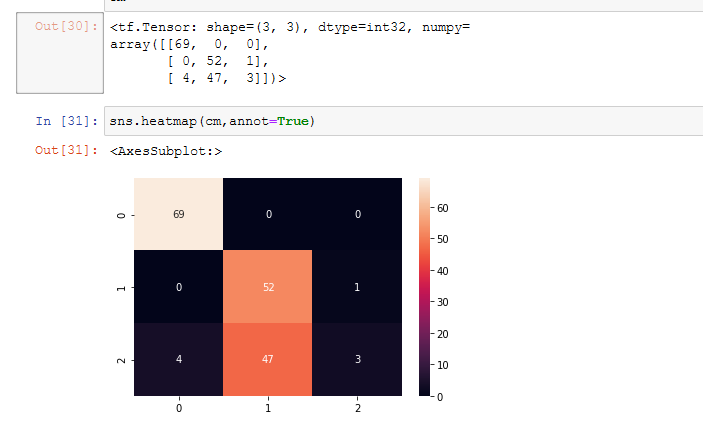 Out[30]: <tf.Tensor: shape=(3, 3), dtype=int32, numpy=
array([[69, 0, 0],
[ 0, 52, 1],
[ 4, 47, 3]])>
In [31]: sns.heatmap(cm,annot=True)
Out[31]: <AxesSubplot:>
0 69 0 0
1 0 52 1
2 4 47 3
0 1 2
60
50
40
30
20
10
0